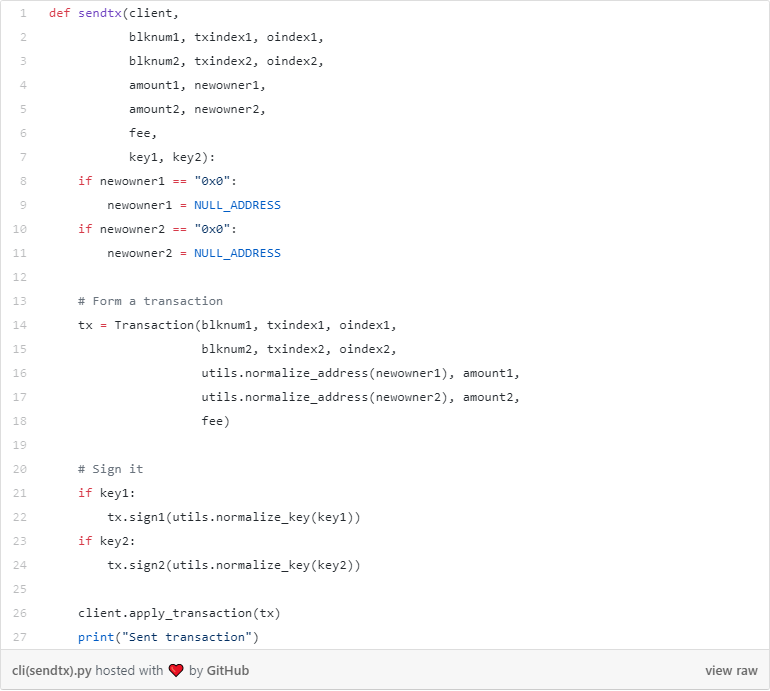 1 def sendtx(client,
2            blknum1, txindex1, oindex1,
3            blknum2, txindex2, oindex2,
4            amount1, newowner1,
5            amount2, newowner2,
6            fee,
7            key1, key2):
8     if newowner1 == "0x0":
9         newowner1 = NULL_ADDRESS
10     if newowner2 == "0x0":
11         newowner2 = NULL_ADDRESS
12
13     # Form a transaction
14     tx = Transaction(blknum1, txindex1, oindex1,
15                      blknum2, txindex2, oindex2,
16                      utils.normalize_address(newowner1), amount1,
17                      utils.normalize_address(newowner2), amount2,
18                      fee)
19
20     # Sign it
21     if key1:
22         tx.sign1(utils.normalize_key(key1))
23     if key2:
24         tx.sign2(utils.normalize_key(key2))
25
26     client.apply_transaction(tx)
27     print("Sent transaction")
cli(sendtx).py hosted with ❤ by GitHub view raw